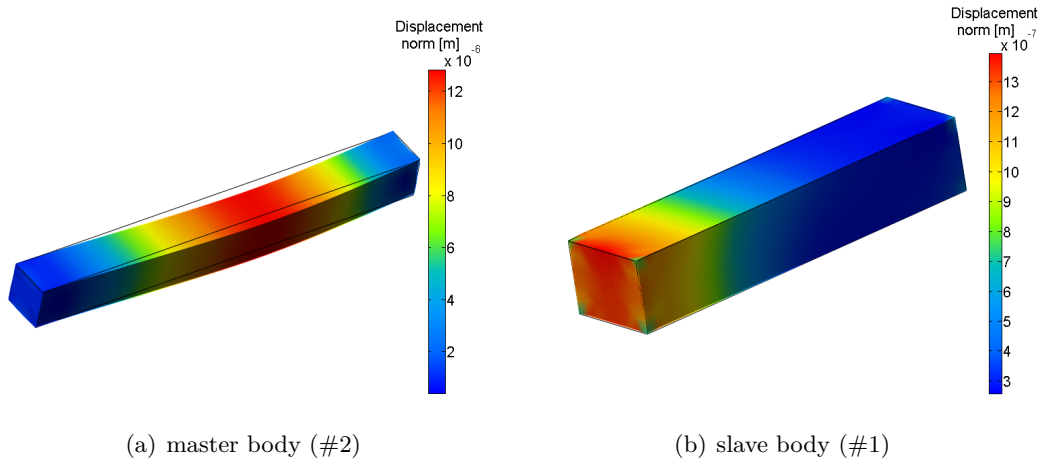 Displacement
norm [m]
x 10 -6
12
10
8
6
4
2
Displacement
norm [m]
x 10 -7
13
12
11
10
9
8
7
6
5
4
3
(a) master body (#2)
(b) slave body (#1)